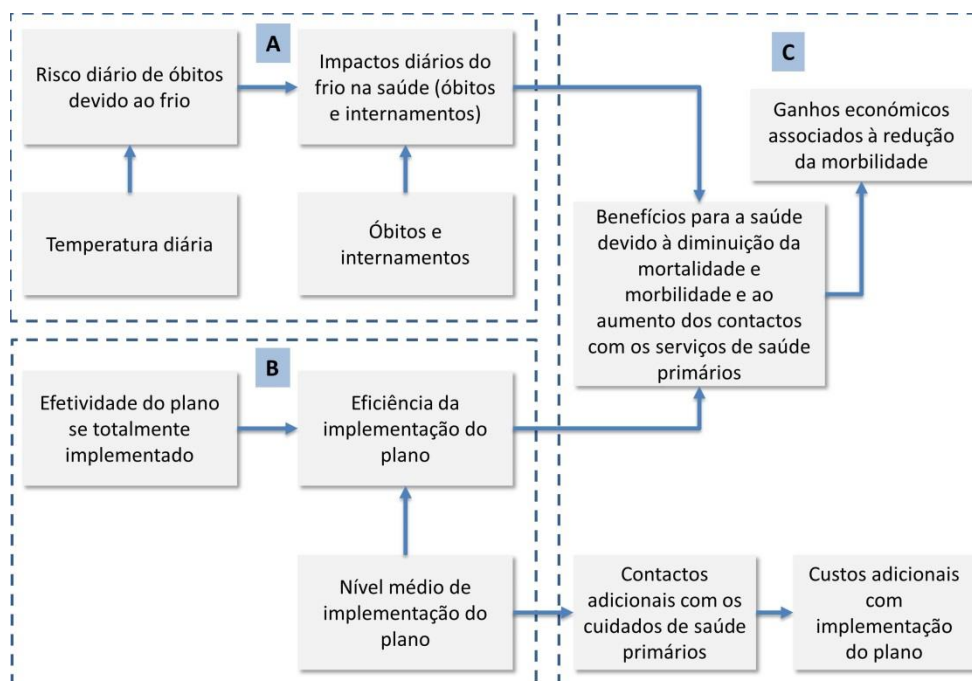 A
Risco diário de óbitos
devido ao frio
Impactos diários do
frio na saúde (óbitos
e internamentos)
Temperatura diária
Óbitos e
internamentos
B
Efetividade do plano
se totalmente
implementado
Eficiência da
implementação do
plano
Nível médio de
implementação do
plano
C
Ganhos económicos
associados à redução
da morbilidade
Benefícios para a saúde
devido à diminuição da
mortalidade e
morbilidade e ao
aumento dos contactos
com os serviços de saúde
primários
Contactos
adicionais com os
cuidados de saúde
primários
Custos adicionais
com
implementação
do plano